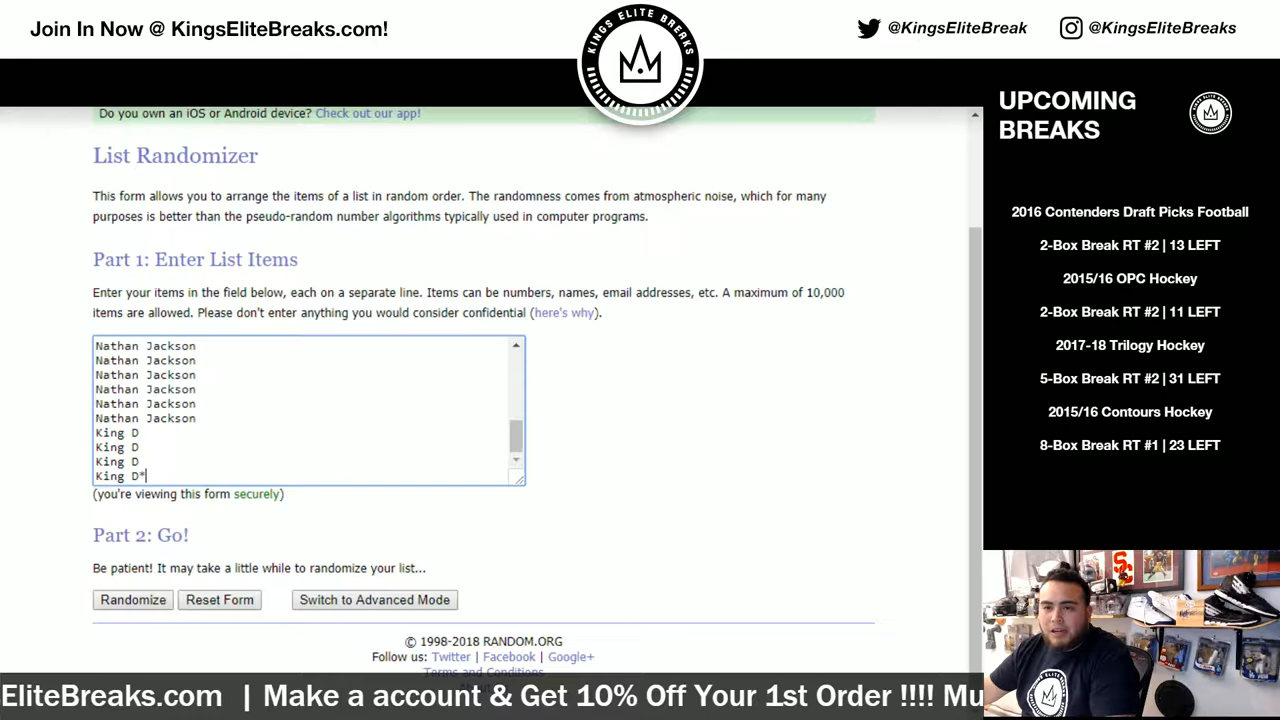 Join In Now @ KingsEliteBreaks.com!
KINGS ELITE BREAKS
@KingsEliteBreak
@KingsEliteBreaks
Do you own an iOS or Android device? Check out our app!
List Randomizer
This form allows you to arrange the items of a list in random order. The randomness comes from atmospheric noise, which for many
purposes is better than the pseudo-random number algorithms typically used in computer programs.
Part 1: Enter List Items
Enter your items in the field below, each on a separate line. Items can be numbers, names, email addresses, etc. A maximum of 10,000
items are allowed. Please don't enter anything you would consider confidential (here's why).
Nathan Jackson
Nathan Jackson
Nathan Jackson
Nathan Jackson
Nathan Jackson
Nathan Jackson
King D
King D
King D
King D*
(you're viewing this form securely)
Part 2: Go!
Be patient! It may take a little while to randomize your list...
Randomize Reset Form Switch to Advanced Mode
© 1998-2018 RANDOM.ORG
Follow us: Twitter | Facebook | Google+
Terms and Conditions
UPCOMING
BREAKS
2016 Contenders Draft Picks Football
2-Box Break RT #2 | 13 LEFT
2015/16 OPC Hockey
2-Box Break RT #2 | 11 LEFT
2017-18 Trilogy Hockey
5-Box Break RT #2 | 31 LEFT
2015/16 Contours Hockey
8-Box Break RT #1 | 23 LEFT
EliteBreaks.com | Make a account & Get 10% Off Your 1st Order !!!! Mu